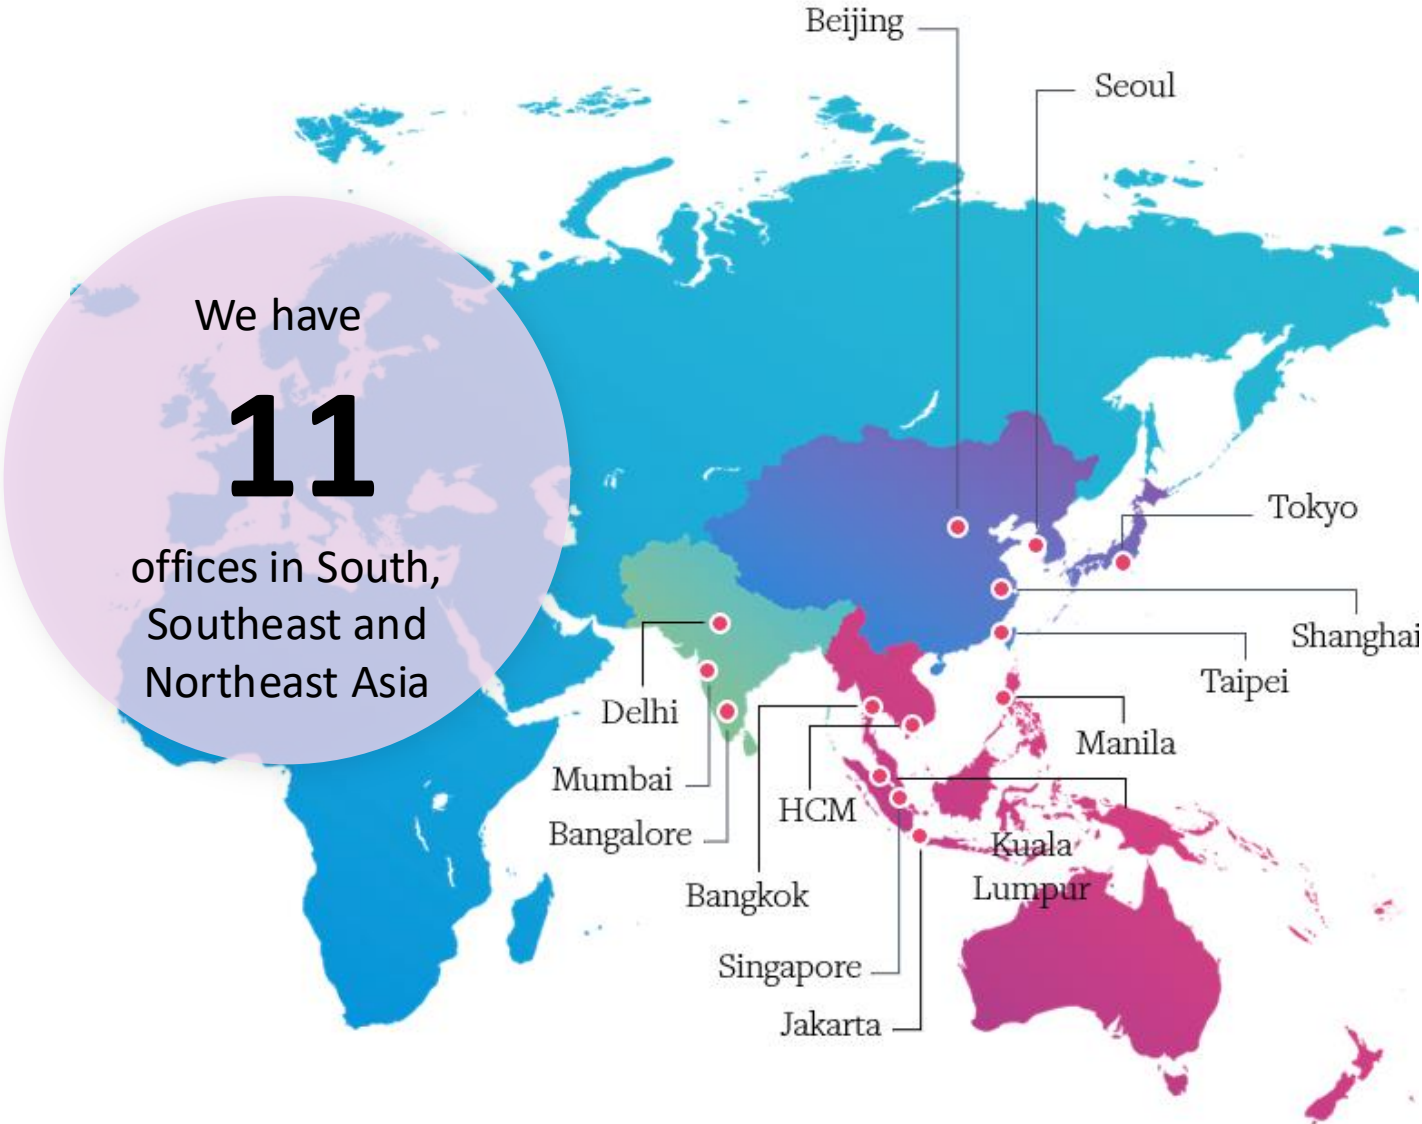 Beijing
Seoul
We have
11
offices in South,
Southeast and
Northeast Asia
Tokyo
Shanghai
Taipei
Delhi
Manila
Mumbai
HCM
Bangalore
Kuala
Lumpur
Bangkok
Singapore
Jakarta